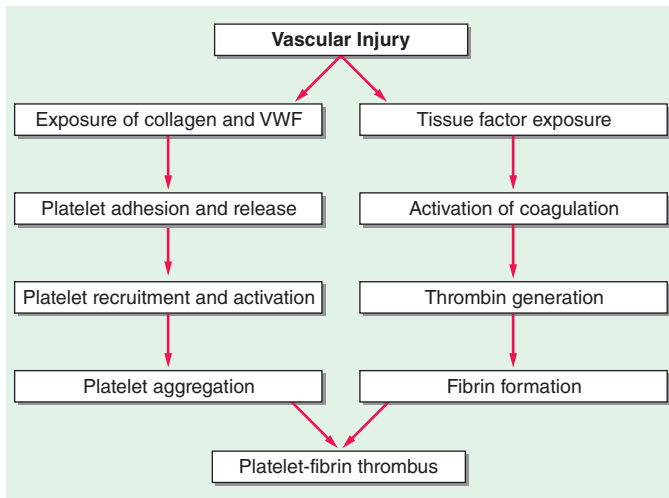 Vascular Injury
Exposure of collagen and VWF
Tissue factor exposure
Platelet adhesion and release
Activation of coagulation
Platelet recruitment and activation
Thrombin generation
Platelet aggregation
Fibrin formation
Platelet-fibrin thrombus